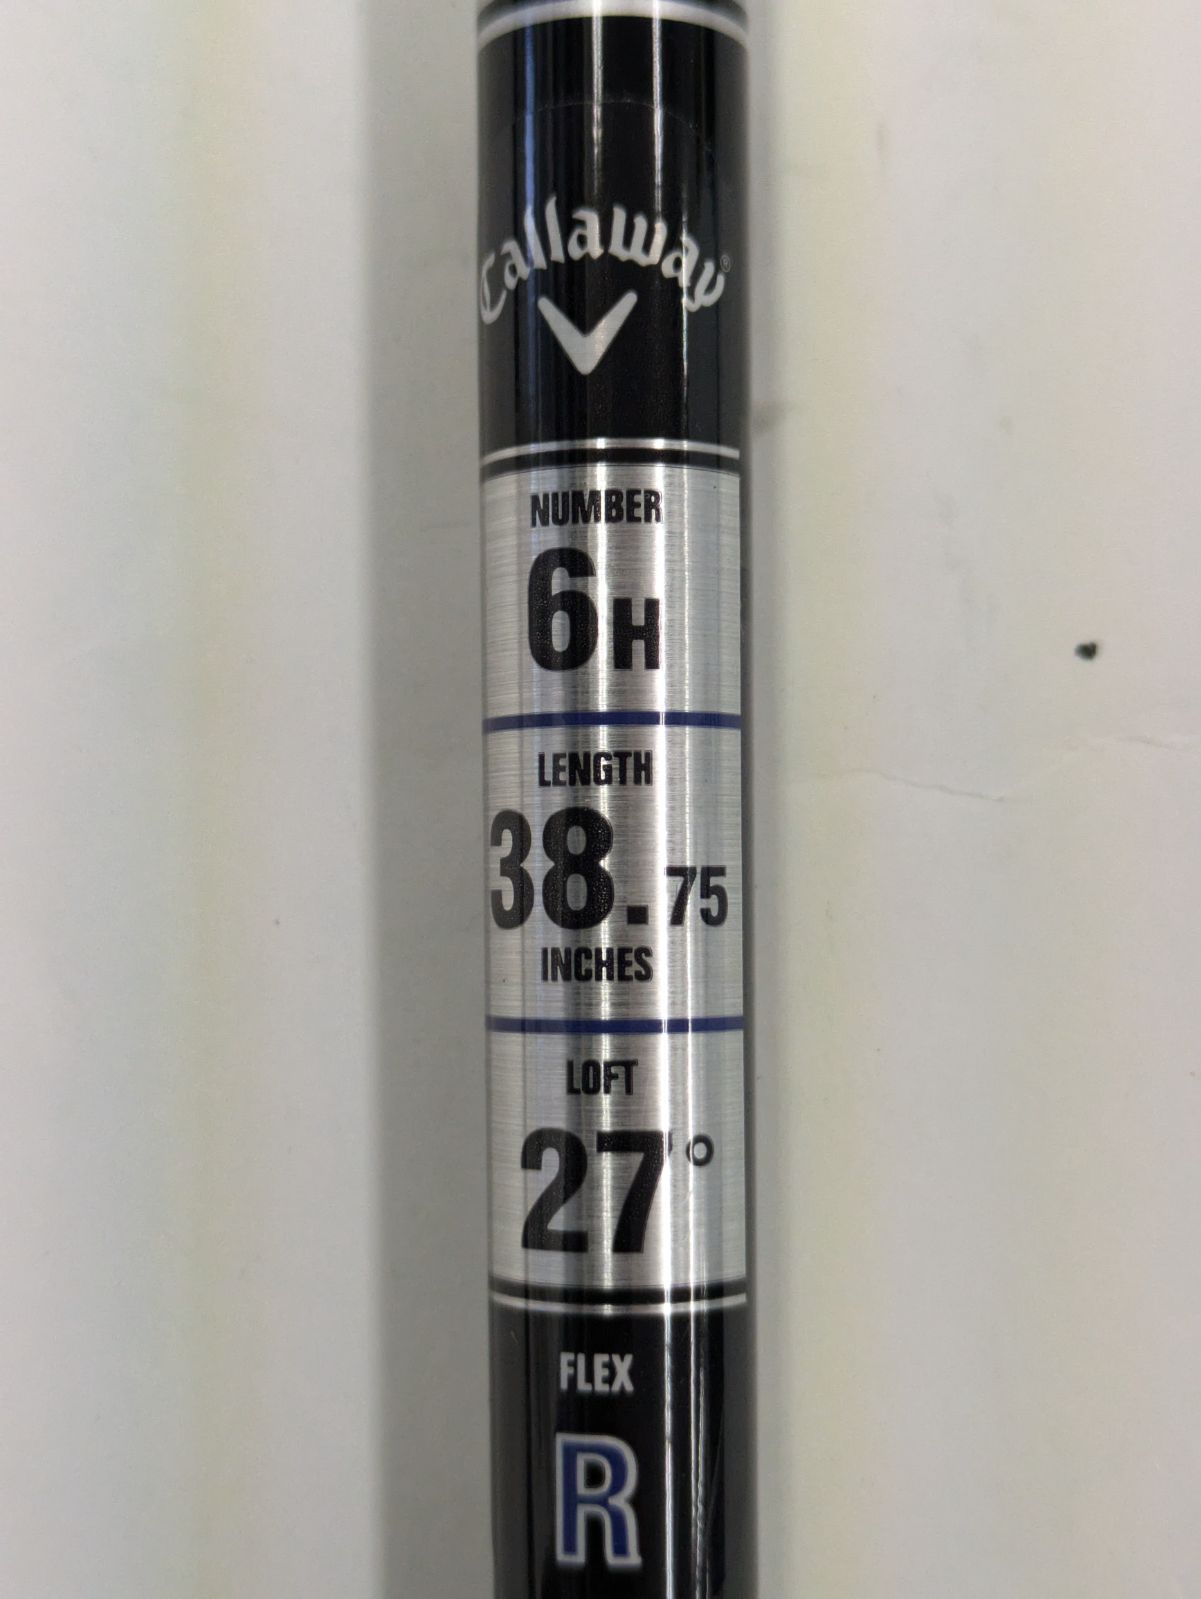 Callaway®
NUMBER
6H
LENGTH
38.75
INCHES
LOFT
27°
FLEX
R